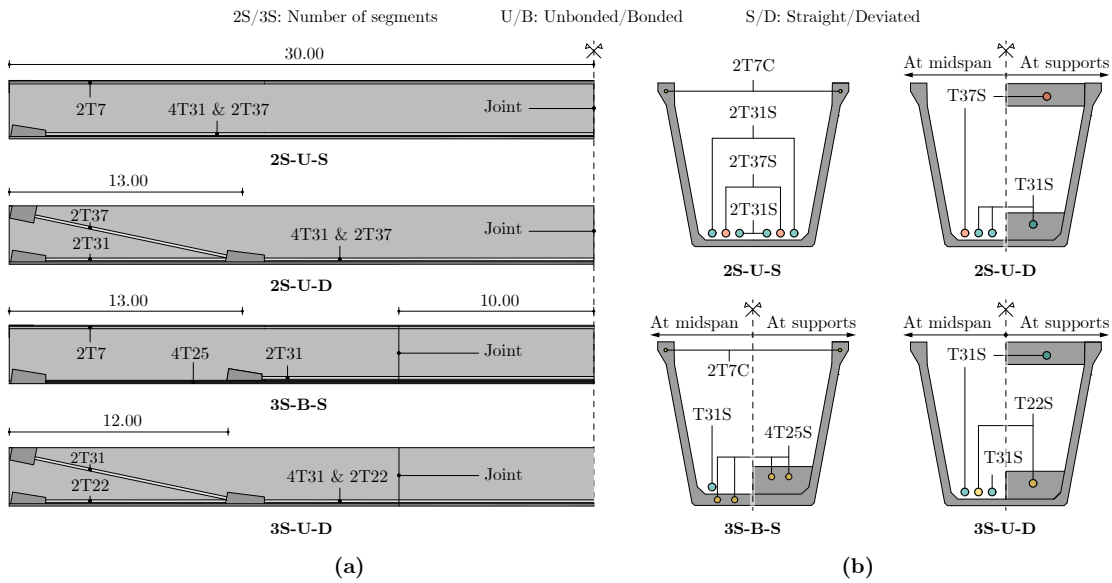 2S/3S: Number of segments U/B: Unbonded/Bonded S/D: Straight/Deviated
30.00
2T7 4T31 & 2T37 Joint
2S-U-S
13.00
2T37
2T31 4T31 & 2T37 Joint
2S-U-D
13.00 10.00
2T7 4T25 2T31 Joint
3S-B-S
12.00
2T31
2T22 4T31 & 2T22 Joint
3S-U-D
(a)
2T7C
2T31S
2T37S
2T31S
2S-U-S
At midspan At supports
T37S
T31S
2S-U-D
At midspan At supports
2T7C
T31S
4T25S
3S-B-S
At midspan At supports
T31S
T22S
T31S
3S-U-D
(b)